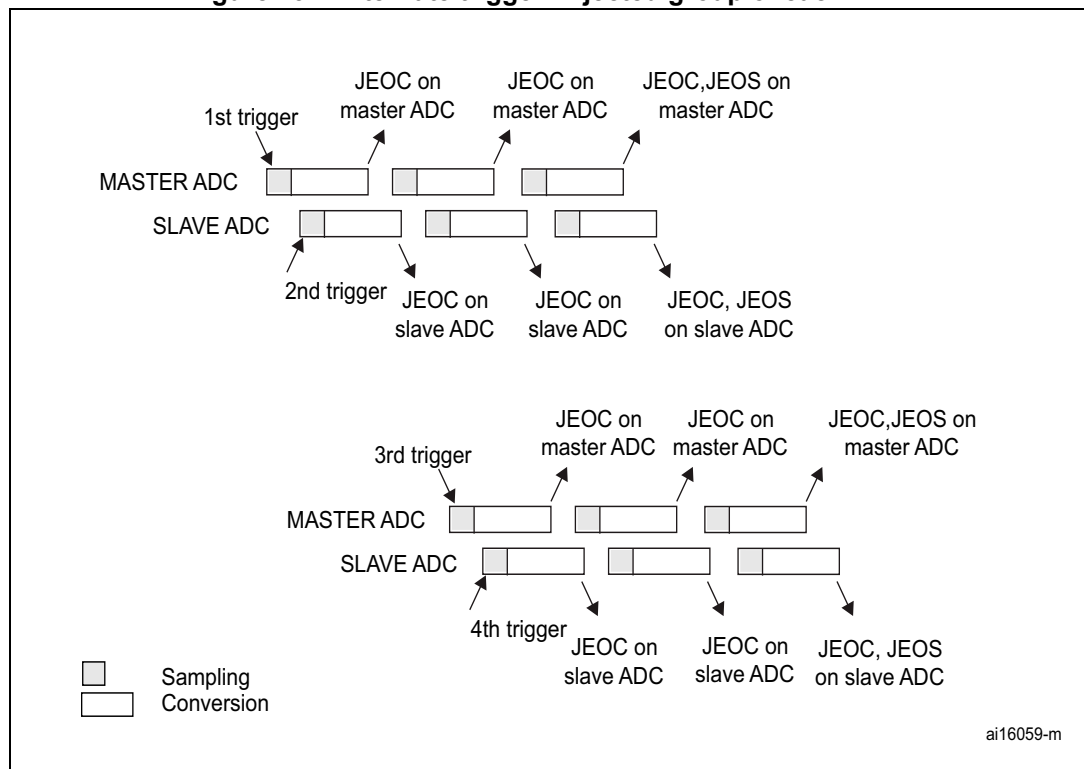 JEOC on JEOC on JEOC,JEOS on
master ADC master ADC master ADC
1st trigger
MASTER ADC
SLAVE ADC
2nd trigger
JEOC on JEOC on JEOC, JEOS
slave ADC slave ADC on slave ADC
JEOC on JEOC on JEOC,JEOS on
master ADC master ADC master ADC
3rd trigger
MASTER ADC
SLAVE ADC
4th trigger
JEOC on JEOC on JEOC, JEOS
slave ADC slave ADC on slave ADC
Sampling
Conversion
ai16059-m